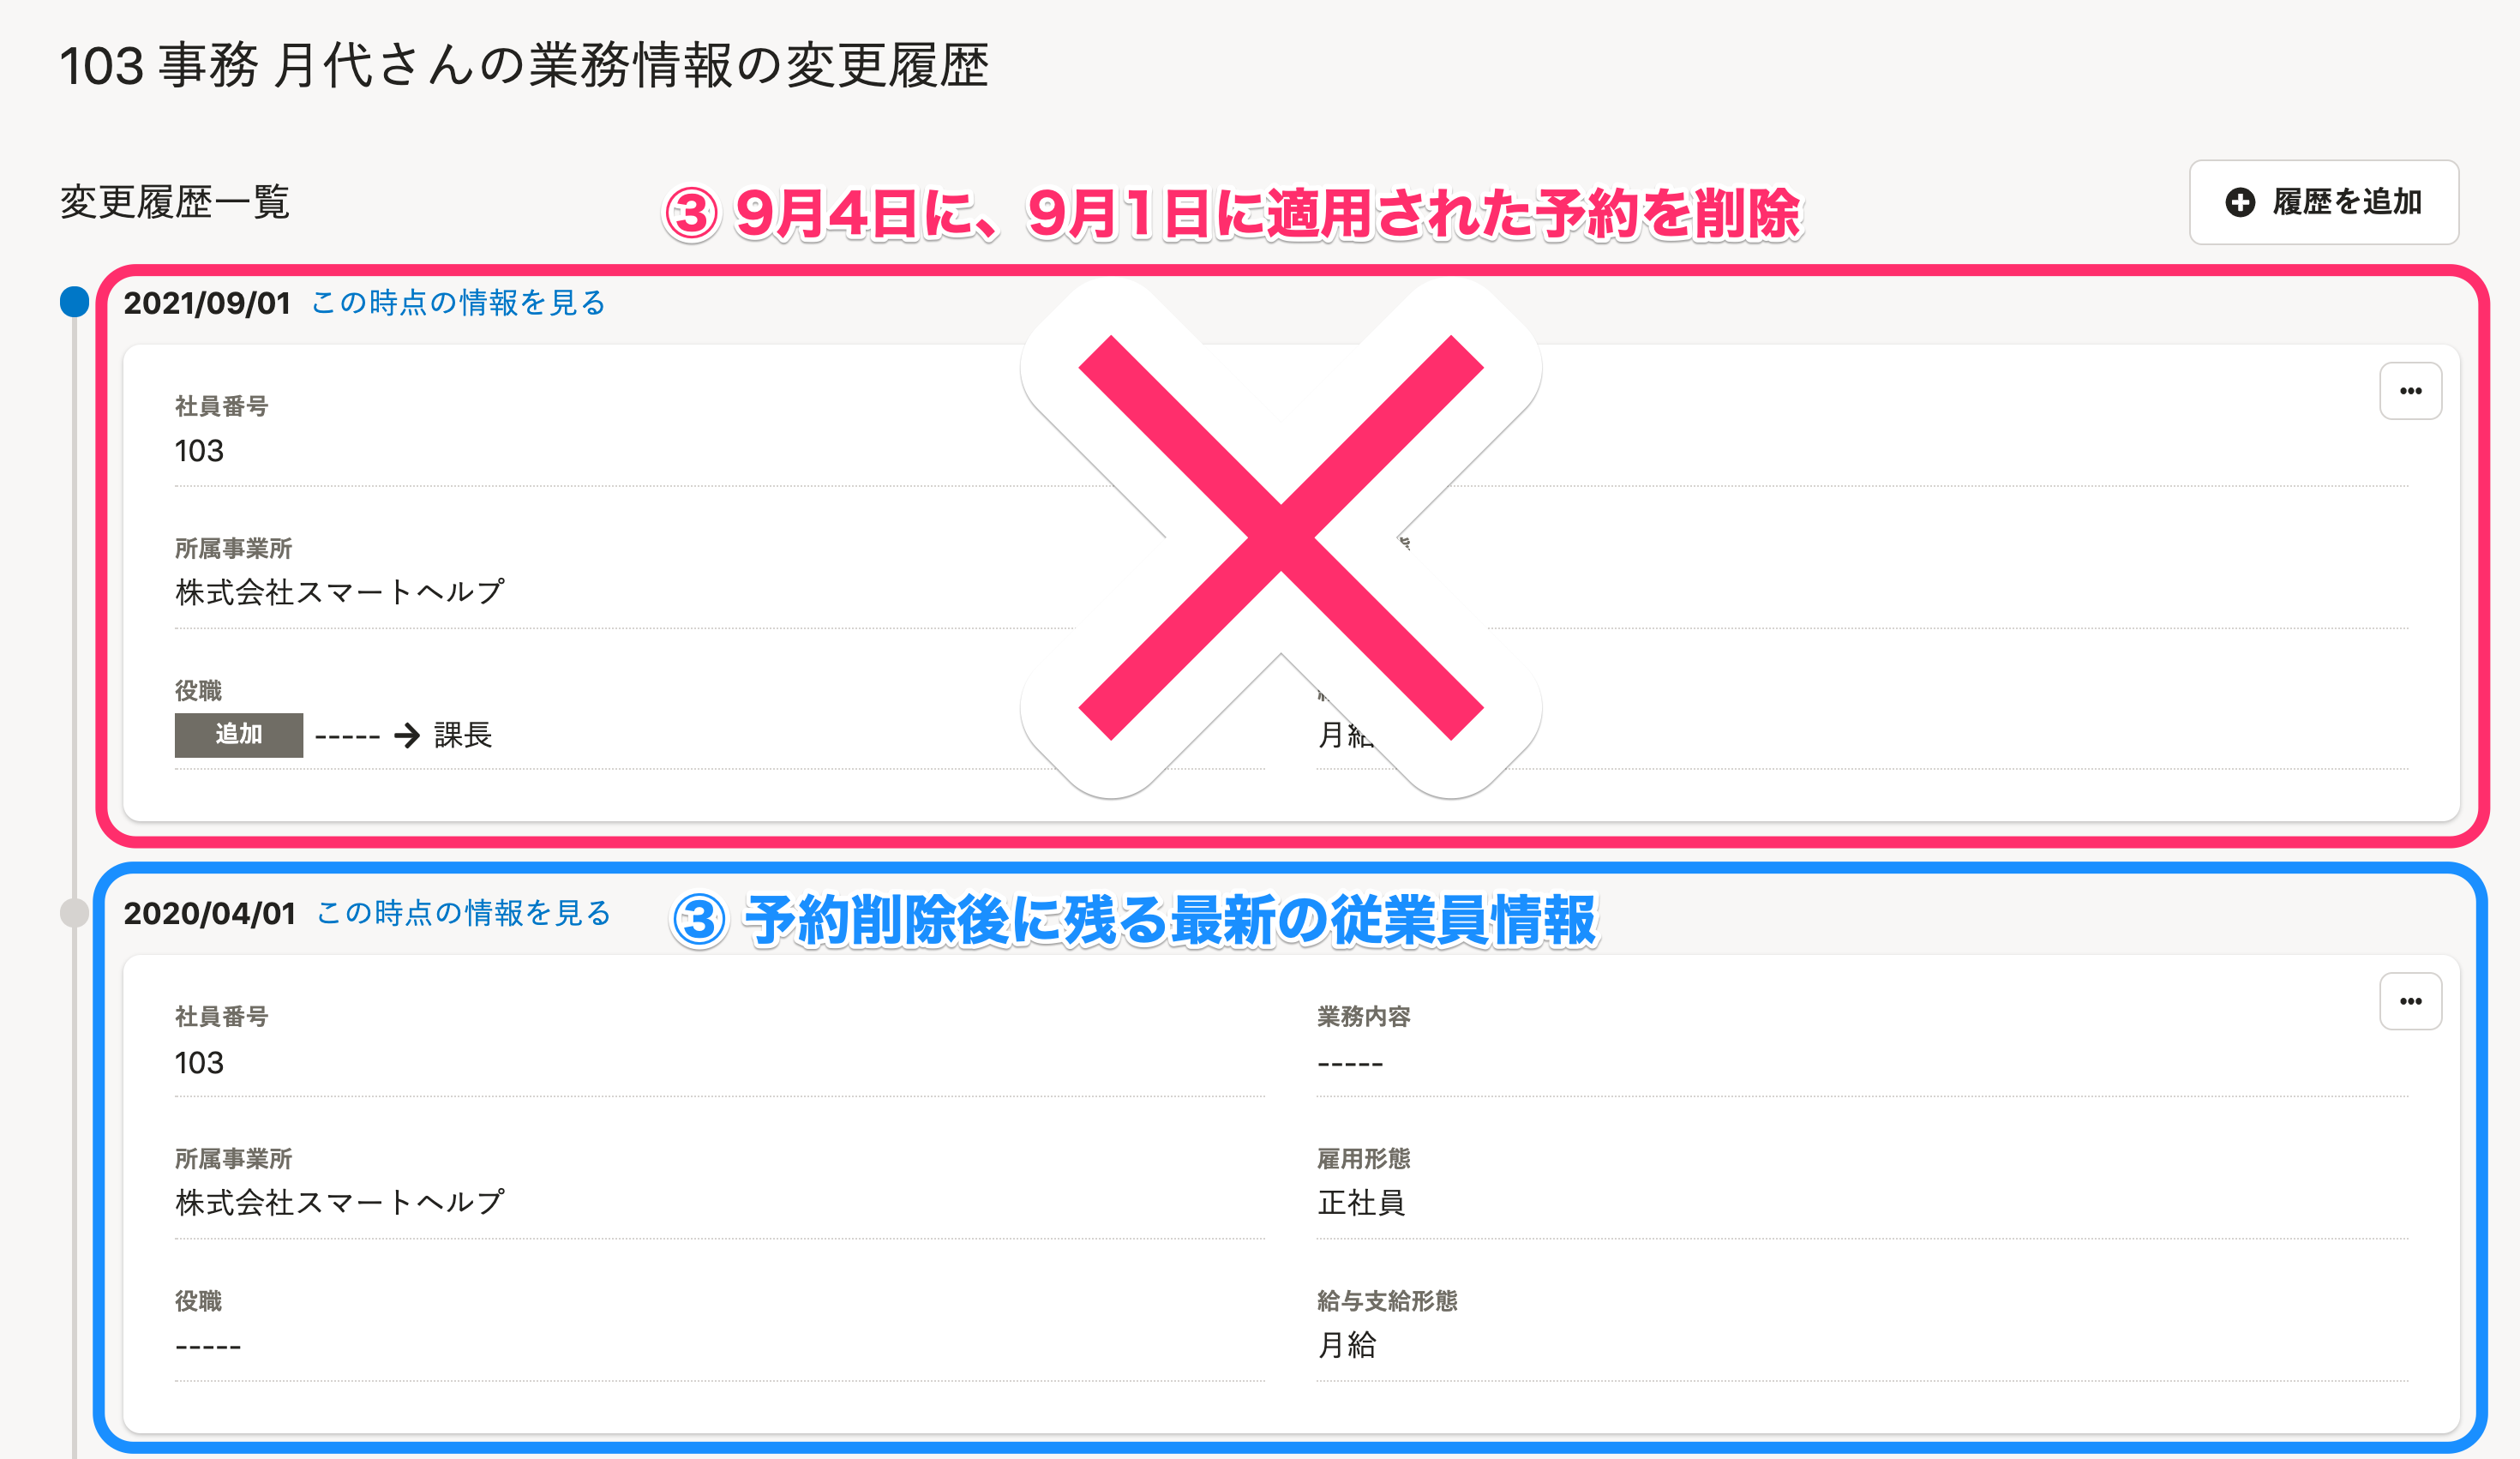 103 事務 月代さんの業務情報の変更履歴
変更履歴一覧
③ 9月4日に、9月1日に適用された予約を削除
履歴を追加
2021/09/01 この時点の情報を見る
社員番号
103
所属事業所
株式会社スマートヘルプ
役職
追加 ----- → 課長
月給
2020/04/01 この時点の情報を見る
③ 予約削除後に残る最新の従業員情報
社員番号
103
業務内容
-----
所属事業所
株式会社スマートヘルプ
雇用形態
正社員
役職
-----
給与支給形態
月給